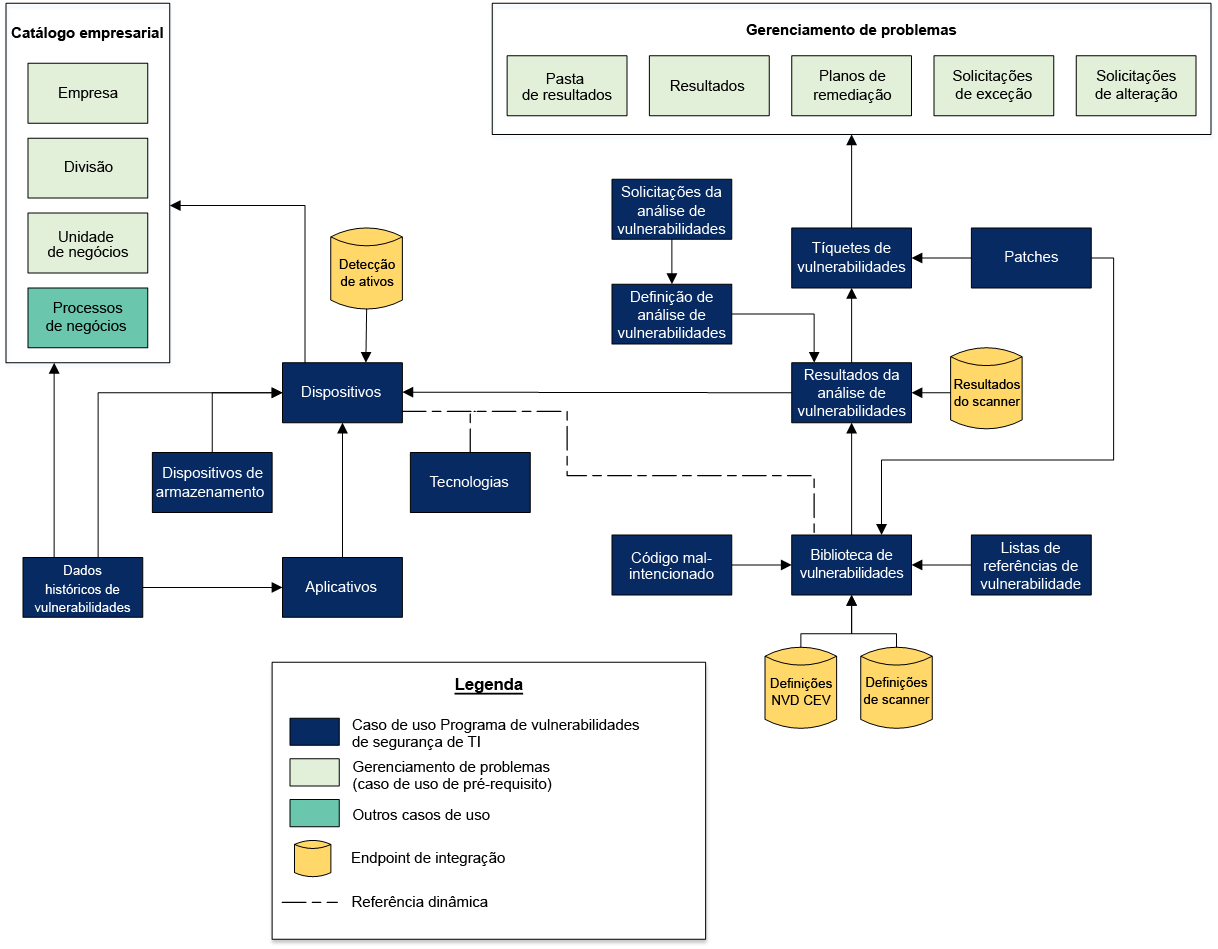 Catálogo empresarial
Empresa
Divisão
Unidade
de negócios
Processos
de negócios
Gerenciamento de problemas
Pasta
de resultados
Resultados
Planos de
remediação
Solicitações
de exceção
Solicitações
de alteração
Solicitações da
análise de
vulnerabilidades
Tíquetes de
vulnerabilidades
Patches
Detecção
de ativos
Definição de
análise de
vulnerabilidades
Dispositivos
Resultados da
análise de
vulnerabilidades
Resultados
do scanner
Dispositivos de
armazenamento
Tecnologias
Dados
históricos de
vulnerabilidades
Aplicativos
Código mal-
intencionado
Biblioteca de
vulnerabilidades
Listas de
referências de
vulnerabilidade
Definições
NVD CEV
Definições
de scanner
Legenda
Caso de uso Programa de vulnerabilidades
de segurança de TI
Gerenciamento de problemas
(caso de uso de pré-requisito)
Outros casos de uso
Endpoint de integração
Referência dinâmica